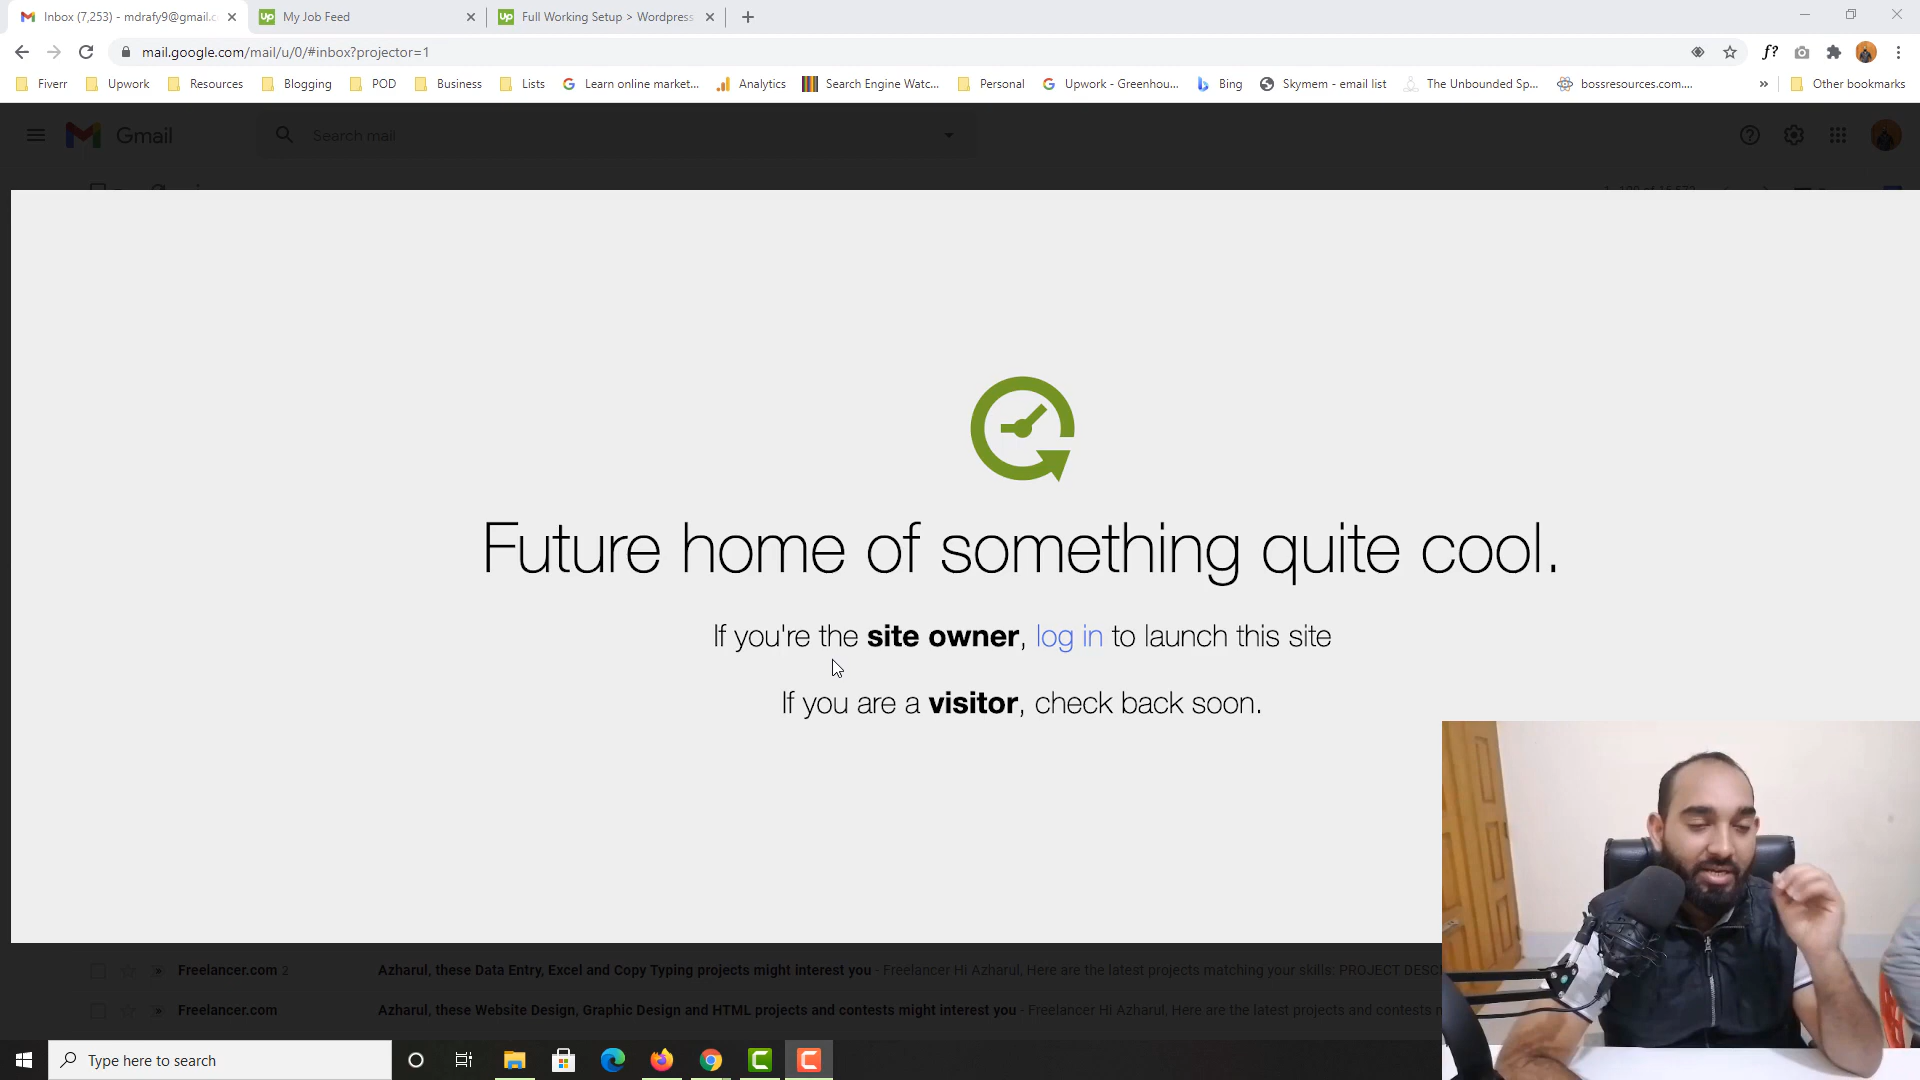 Inbox (7,253) - mdrafy9@gmail.c
My Job Feed
Full Working Setup > Wordpress
mail.google.com/mail/u/0/#inbox?projector=1
f?
Fiverr
Upwork
Resources
Blogging
POD
Business
Lists
Learn online market...
Analytics
Search Engine Watc...
Personal
Upwork - Greenhou...
Bing
Skymem - email list
The Unbounded Sp...
bossresources.com....
Other bookmarks
Gmail
Search mail
Future home of something quite cool.
If you're the site owner, log in to launch this site
If you are a visitor, check back soon.
Freelancer.com 2
Azharul, these Data Entry, Excel and Copy Typing projects might interest you - Freelancer Hi Azharul, Here are the latest projects matching your skills: PROJECT DESC
Freelancer.com
Azharul, these Website Design, Graphic Design and HTML projects and contests might interest you - Freelancer Hi Azharul. Here are the latest projects and contests
Type here to search